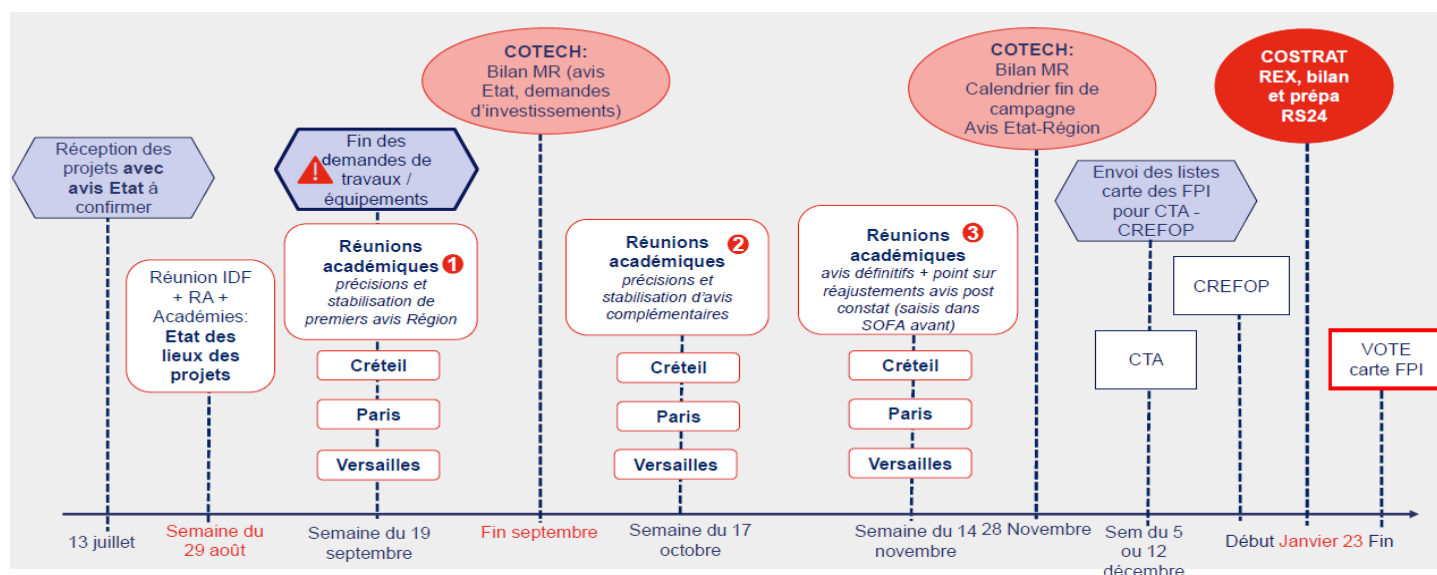 COTECH:
Bilan MR (avis
Etat, demandes
d'investissements)
COTECH:
Bilan MR
Calendrier fin de
campagne
Avis Etat-Région
COSTRAT
REX, bilan
et prépa
RS24
Réception des
projets avec
avis Etat à
confirmer
Fin des
demandes de
travaux /
équipements
Envoi des listes
carte des FPI
pour CTA -
CREFOP
Réunion IDF
+ RA +
Académies:
Etat des
lieux des
projets
Réunions
académiques 1
précisions et
stabilisation de
premiers avis Région
Créteil
Paris
Versailles
Réunions 2
académiques
précisions et
stabilisation d'avis
complémentaires
Créteil
Paris
Versailles
Réunions 3
académiques
avis définitifs + point sur
réajustements avis post
constat (saisis dans
SOFA avant)
Créteil
Paris
Versailles
CREFOP
CTA
VOTE
carte FPI
13 juillet
Semaine du
29 août
Semaine du 19
septembre
Fin septembre
Semaine du 17
octobre
Semaine du 14
novembre
28 Novembre
Sem du 5
ou 12
décembre
Début Janvier 23 Fin